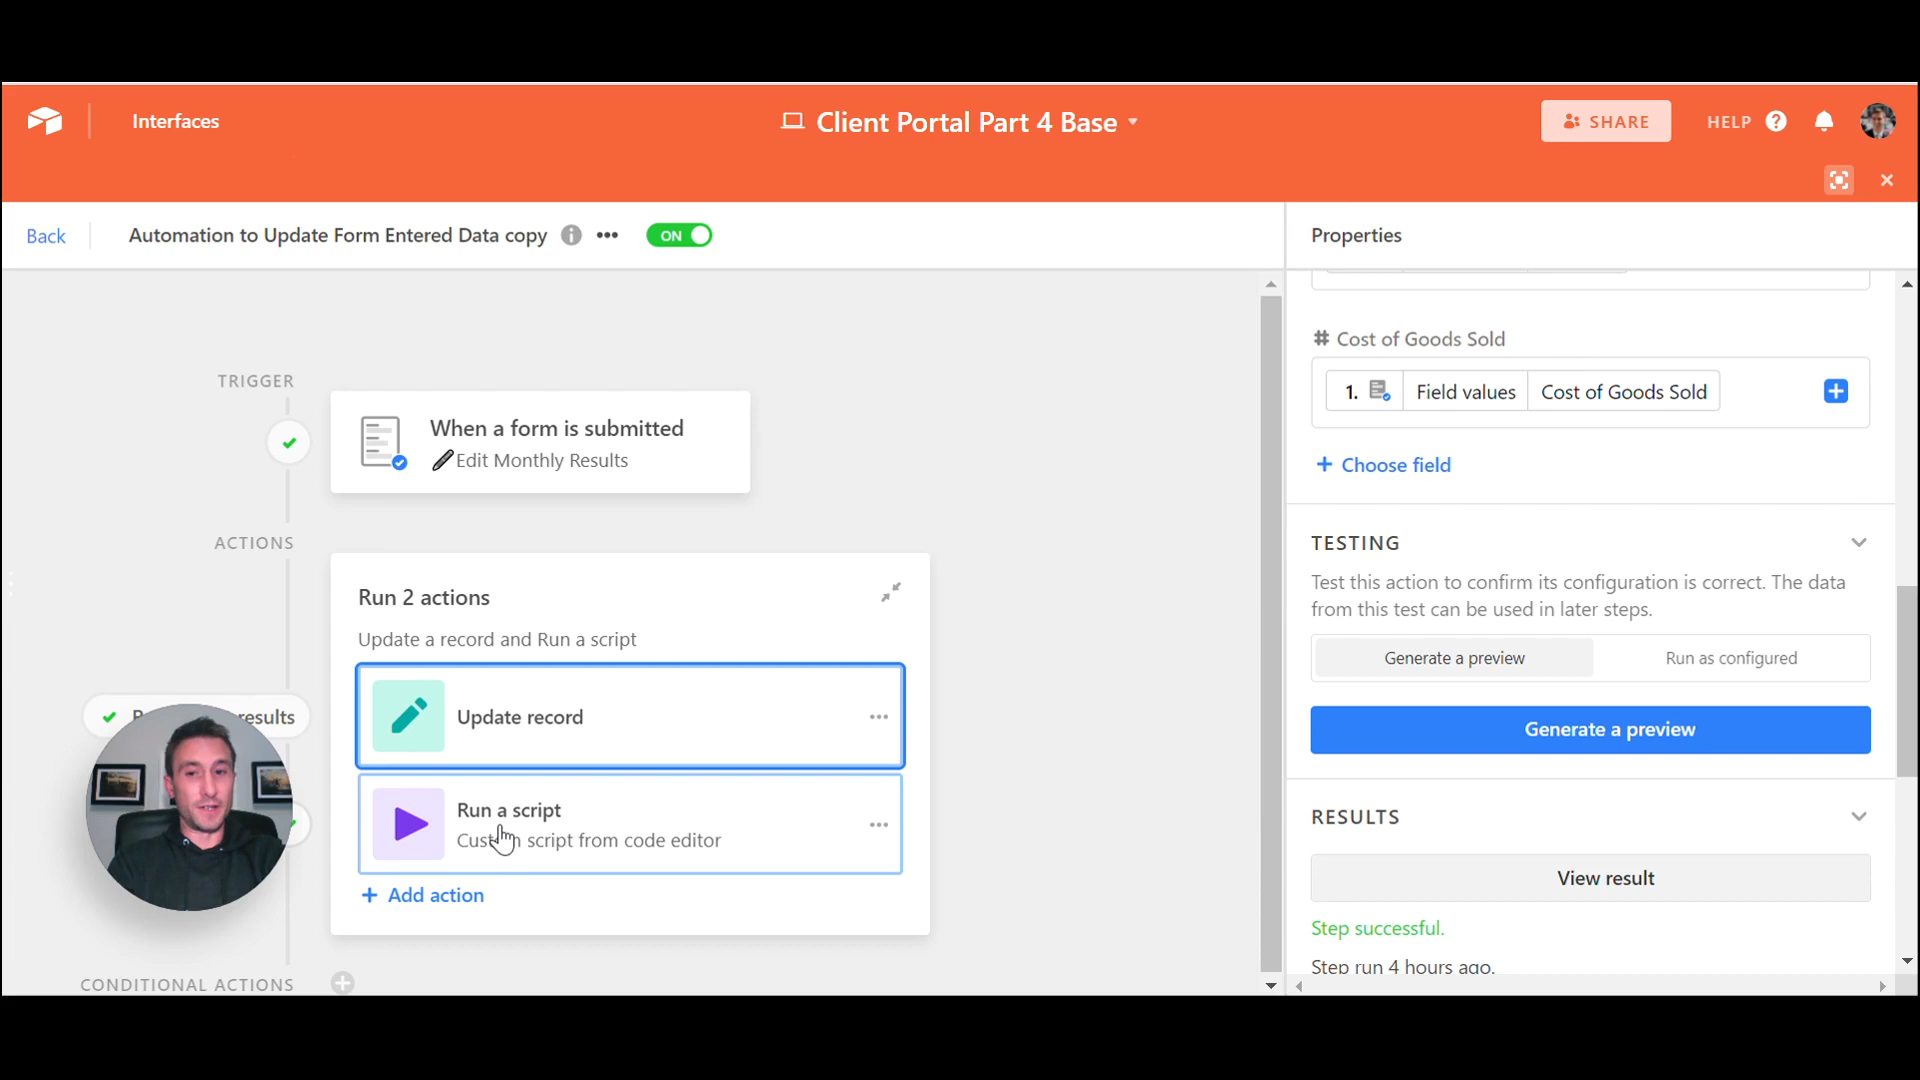 Interfaces
Client Portal Part 4 Base
SHARE
HELP
Back
Automation to Update Form Entered Data copy
ON
Properties
TRIGGER
When a form is submitted
Edit Monthly Results
ACTIONS
Run 2 actions
Update a record and Run a script
esults
Update record
Run a script
script from code editor
+ Add action
CONDITIONAL ACTIONS
# Cost of Goods Sold
1. Field values Cost of Goods Sold
+ Choose field
TESTING
Test this action to confirm its configuration is correct. The data
from this test can be used in later steps.
Generate a preview
Run as configured
Generate a preview
RESULTS
View result
Step successful.
Step run 4 hours ago.